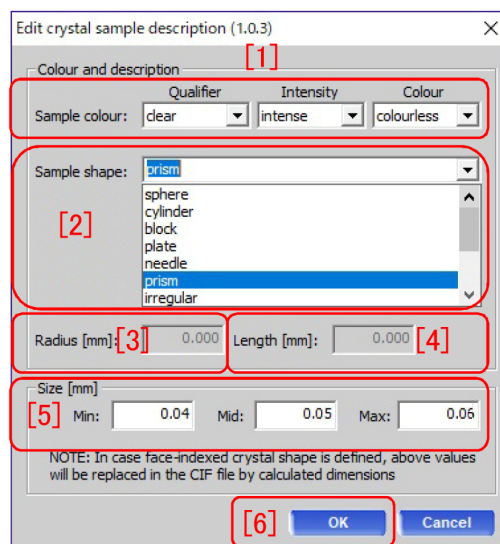 Edit crystal sample description (1.0.3)
[1]
Colour and description
Qualifier Intensity Colour
Sample colour: clear intense colourless
Sample shape: prism
[2]
sphere
cylinder
block
plate
needle
prism
irregular
Radius [mm]: [3] 0.000 Length [mm]: 0.000 [4]
Size [mm]
[5] Min: 0.04 Mid: 0.05 Max: 0.06
NOTE: In case face-indexed crystal shape is defined, above values
will be replaced in the CIF file by calculated dimensions
[6] OK Cancel